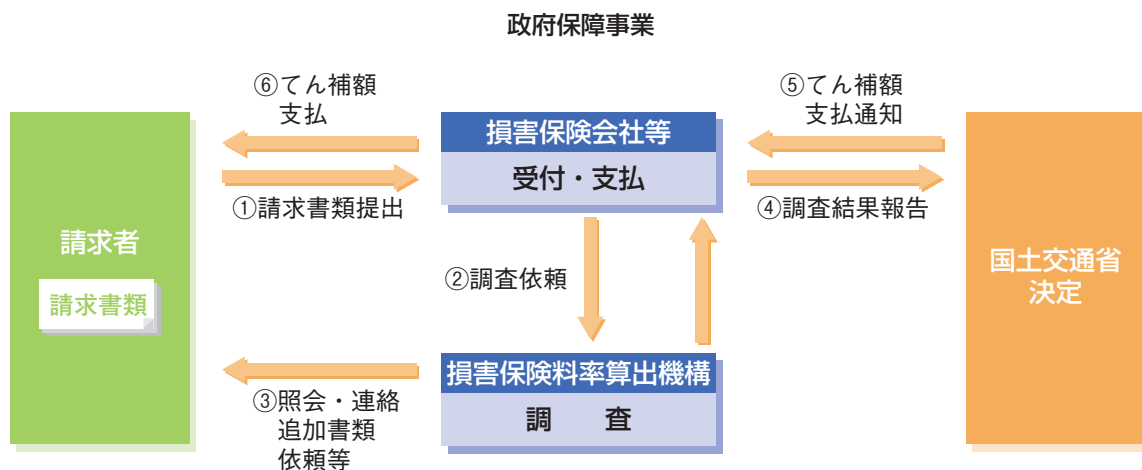 政府保障事業
⑥てん補額
支払
⑤てん補額
支払通知
損害保険会社等
受付・支払
①請求書類提出
④調査結果報告
請求者
請求書類
②調査依頼
国土交通省
決定
損害保険料率算出機構
調　査
③照会・連絡
追加書類
依頼等